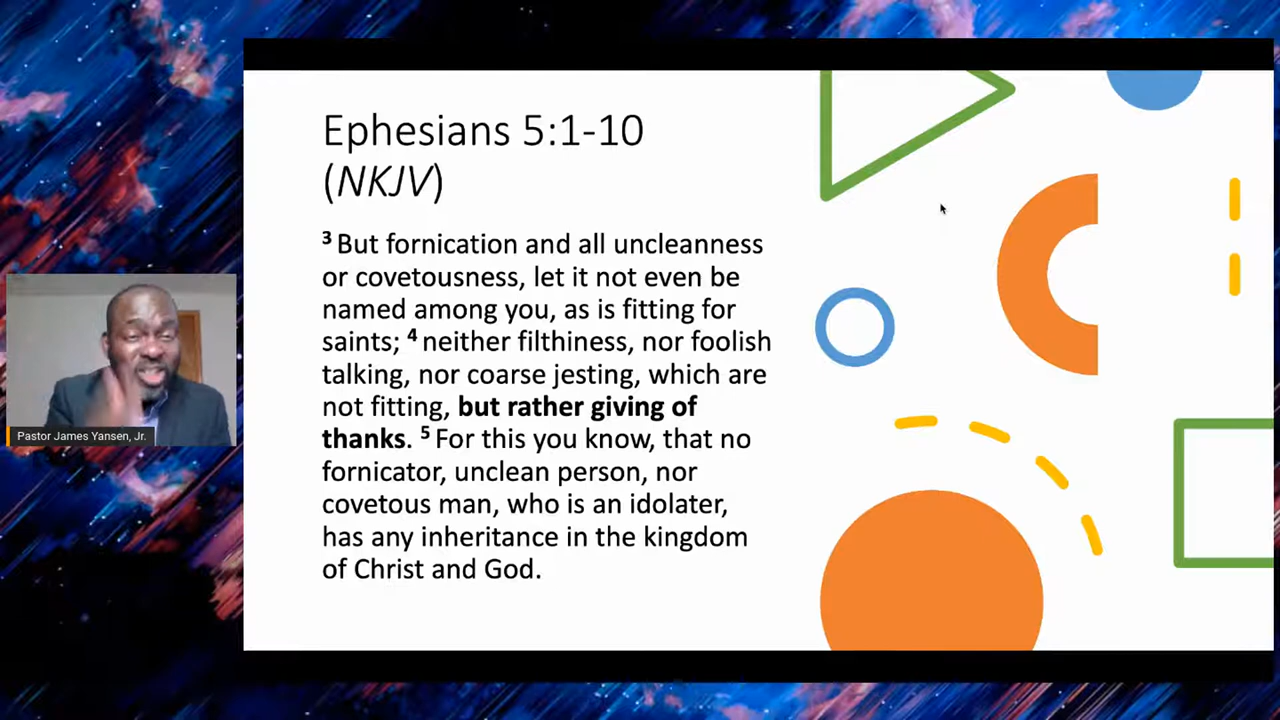 Ephesians 5:1-10
(NKJV)
³ But fornication and all uncleanness
or covetousness, let it not even be
named among you, as is fitting for
saints; ⁴ neither filthiness, nor foolish
talking, nor coarse jesting, which are
not fitting, but rather giving of
thanks. ⁵ For this you know, that no
fornicator, unclean person, nor
covetous man, who is an idolater,
has any inheritance in the kingdom
of Christ and God.
Pastor James Yansen, Jr.